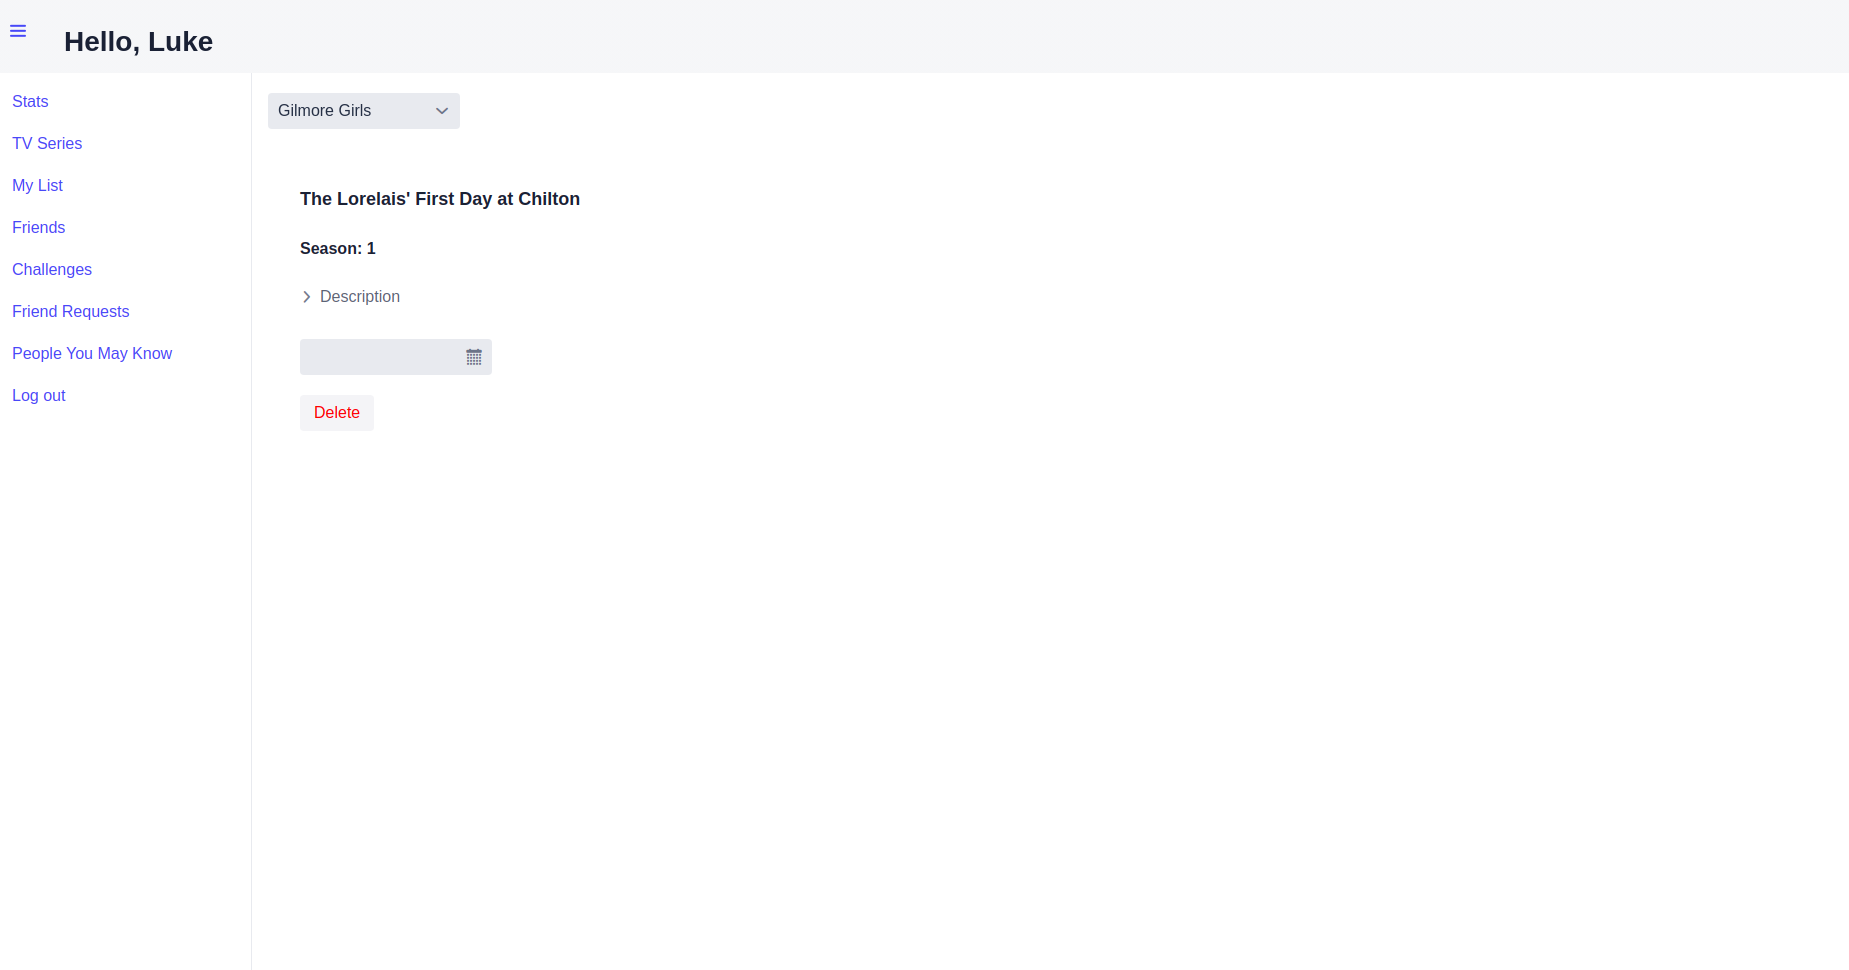 Hello, Luke
Stats
TV Series
My List
Friends
Challenges
Friend Requests
People You May Know
Log out
Gilmore Girls
The Lorelais' First Day at Chilton
Season: 1
Description
Delete